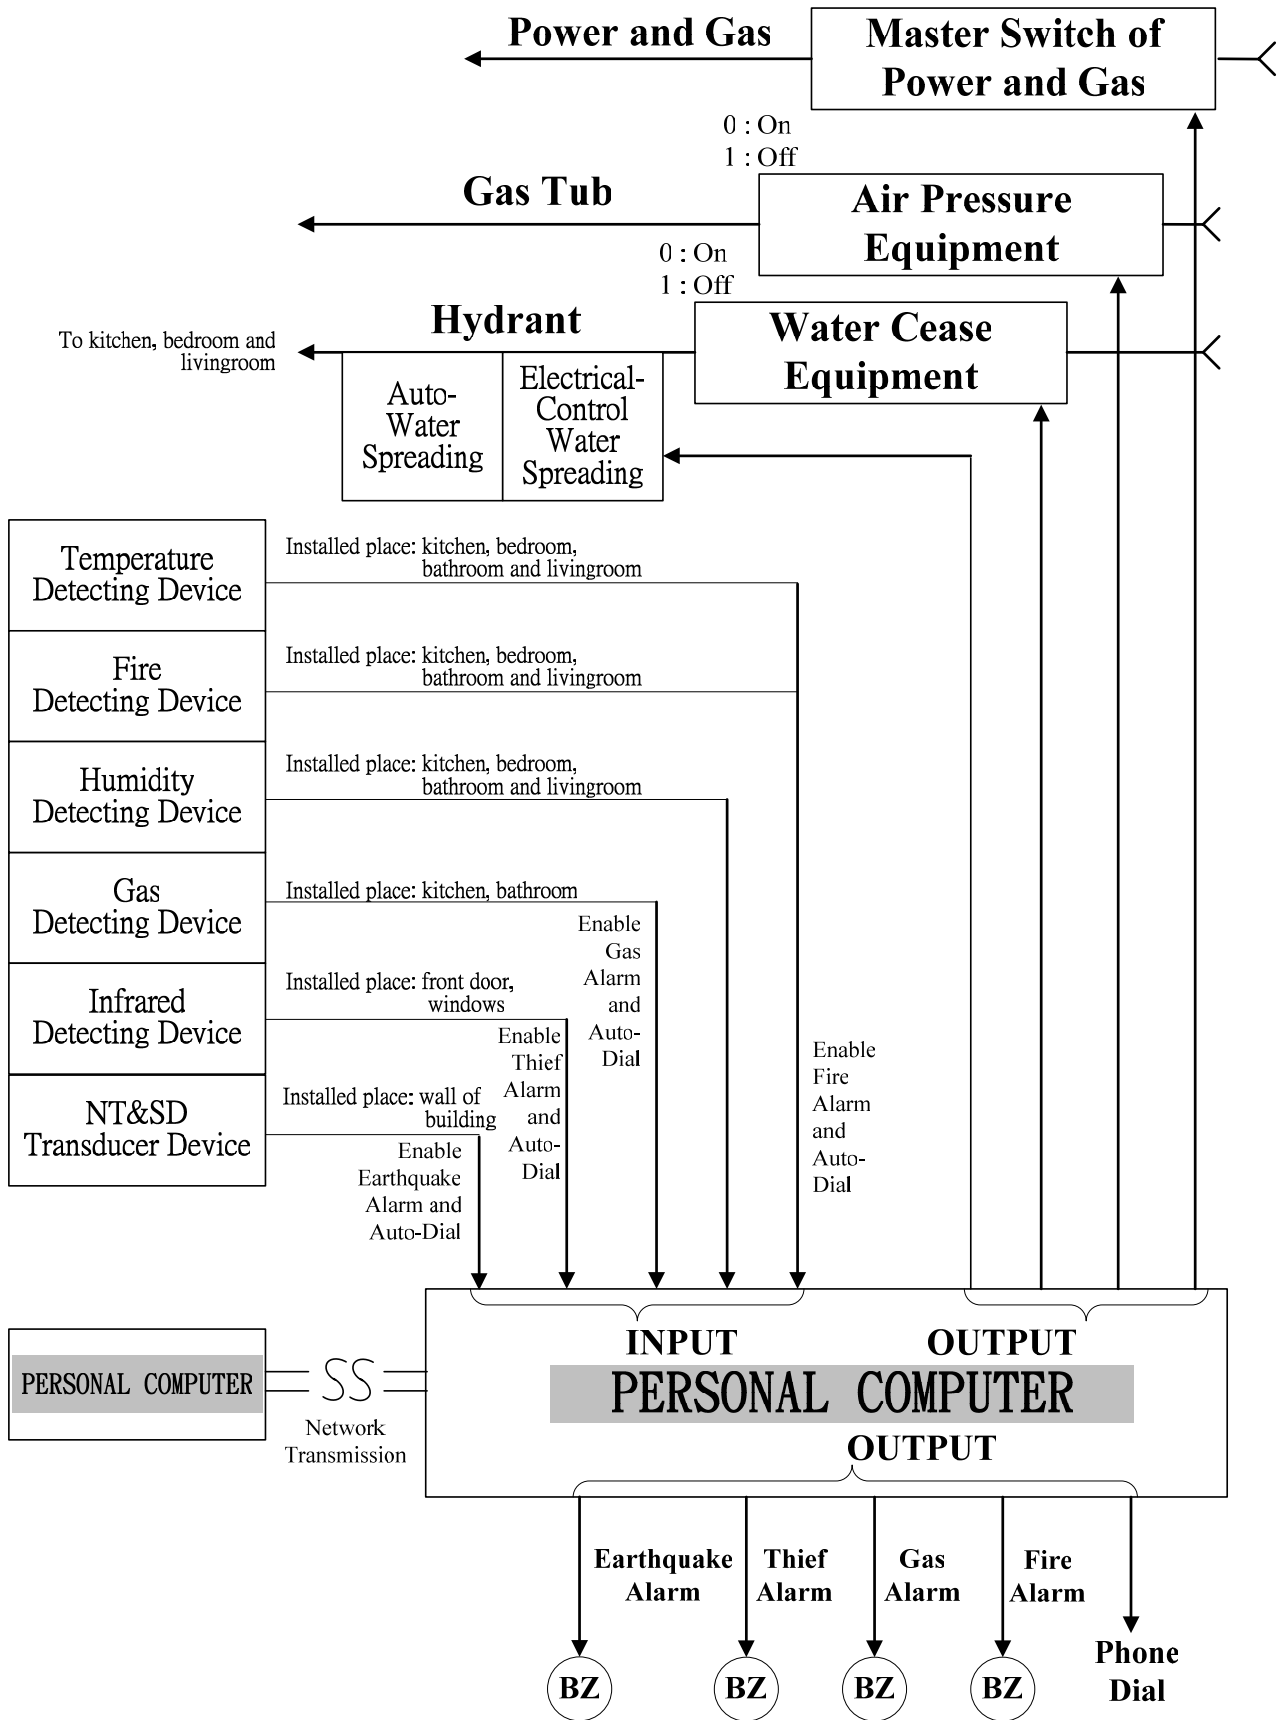 Power and Gas
Master Switch of
Power and Gas
0 : On
1 : Off
Gas Tub
Air Pressure
Equipment
0 : On
1 : Off
Hydrant
Water Cease
Equipment
To kitchen, bedroom and
livingroom
Auto-
Water
Spreading
Electrical-
Control
Water
Spreading
Temperature
Detecting Device
Installed place: kitchen, bedroom,
bathroom and livingroom
Fire
Detecting Device
Installed place: kitchen, bedroom,
bathroom and livingroom
Humidity
Detecting Device
Installed place: kitchen, bedroom,
bathroom and livingroom
Gas
Detecting Device
Installed place: kitchen, bathroom
Enable
Gas
Alarm
and
Auto-
Dial
Infrared
Detecting Device
Installed place: front door,
windows
Enable
Thief
Alarm
and
Auto-
Dial
Enable
Fire
Alarm
and
Auto-
Dial
NT&SD
Transducer Device
Installed place: wall of
building
Enable
Earthquake
Alarm and
Auto-Dial
INPUT
OUTPUT
PERSONAL COMPUTER
PERSONAL COMPUTER
Network
Transmission
OUTPUT
Earthquake
Alarm
Thief
Alarm
Gas
Alarm
Fire
Alarm
Phone
Dial
BZ
BZ
BZ
BZ